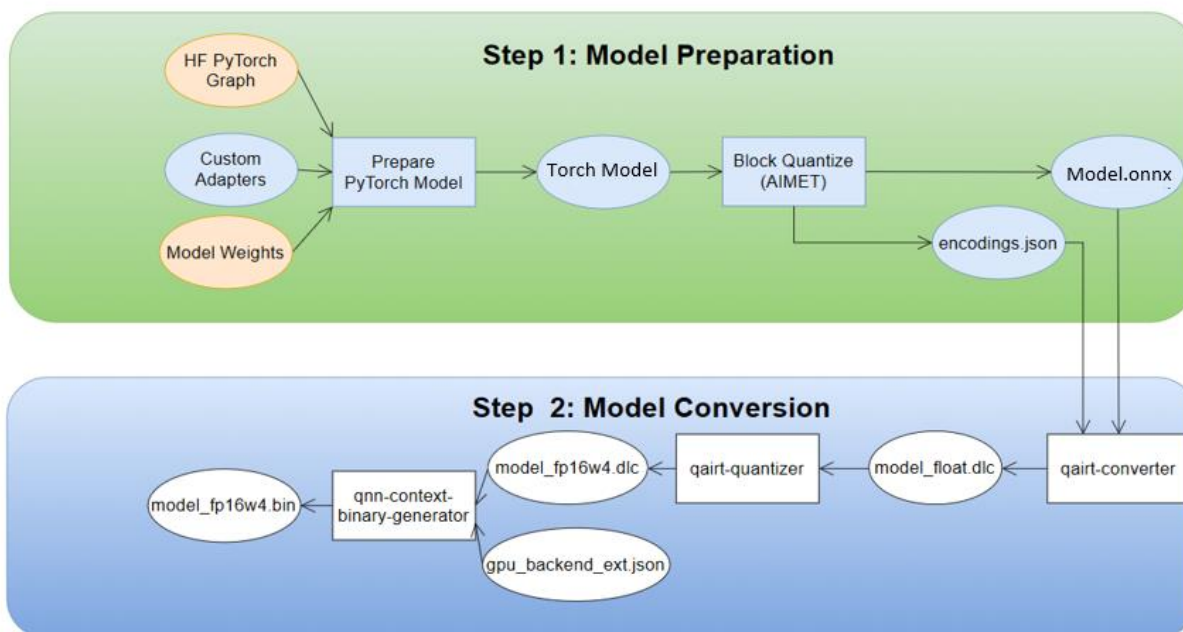 Step 1: Model Preparation
HF PyTorch
Graph
Custom
Adapters
Model Weights
Prepare
PyTorch Model
Torch Model
Block Quantize
(AIMET)
Model.onnx
encodings.json
Step 2: Model Conversion
model_fp16w4.bin
qnn-context-
binary-generator
model_fp16w4.dlc
gpu_backend_ext.json
qairt-quantizer
model_float.dlc
qairt-converter